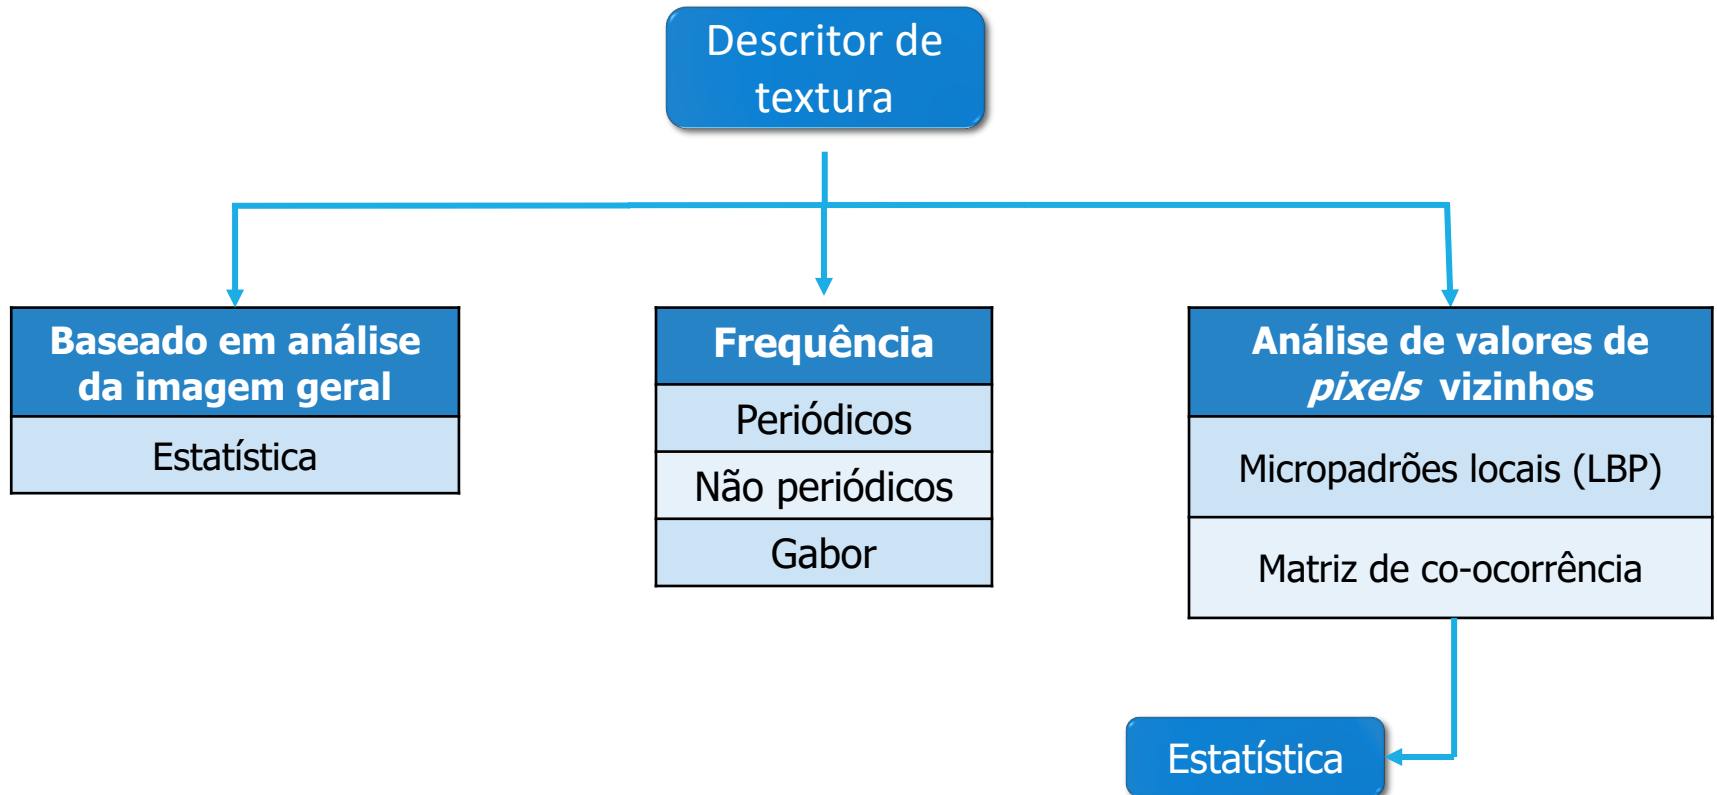 Descritor de
textura
Baseado em análise
da imagem geral
Estatística
Frequência
Periódicos
Não periódicos
Gabor
Análise de valores de
pixels vizinhos
Micropadrões locais (LBP)
Matriz de co-ocorrência
Estatística